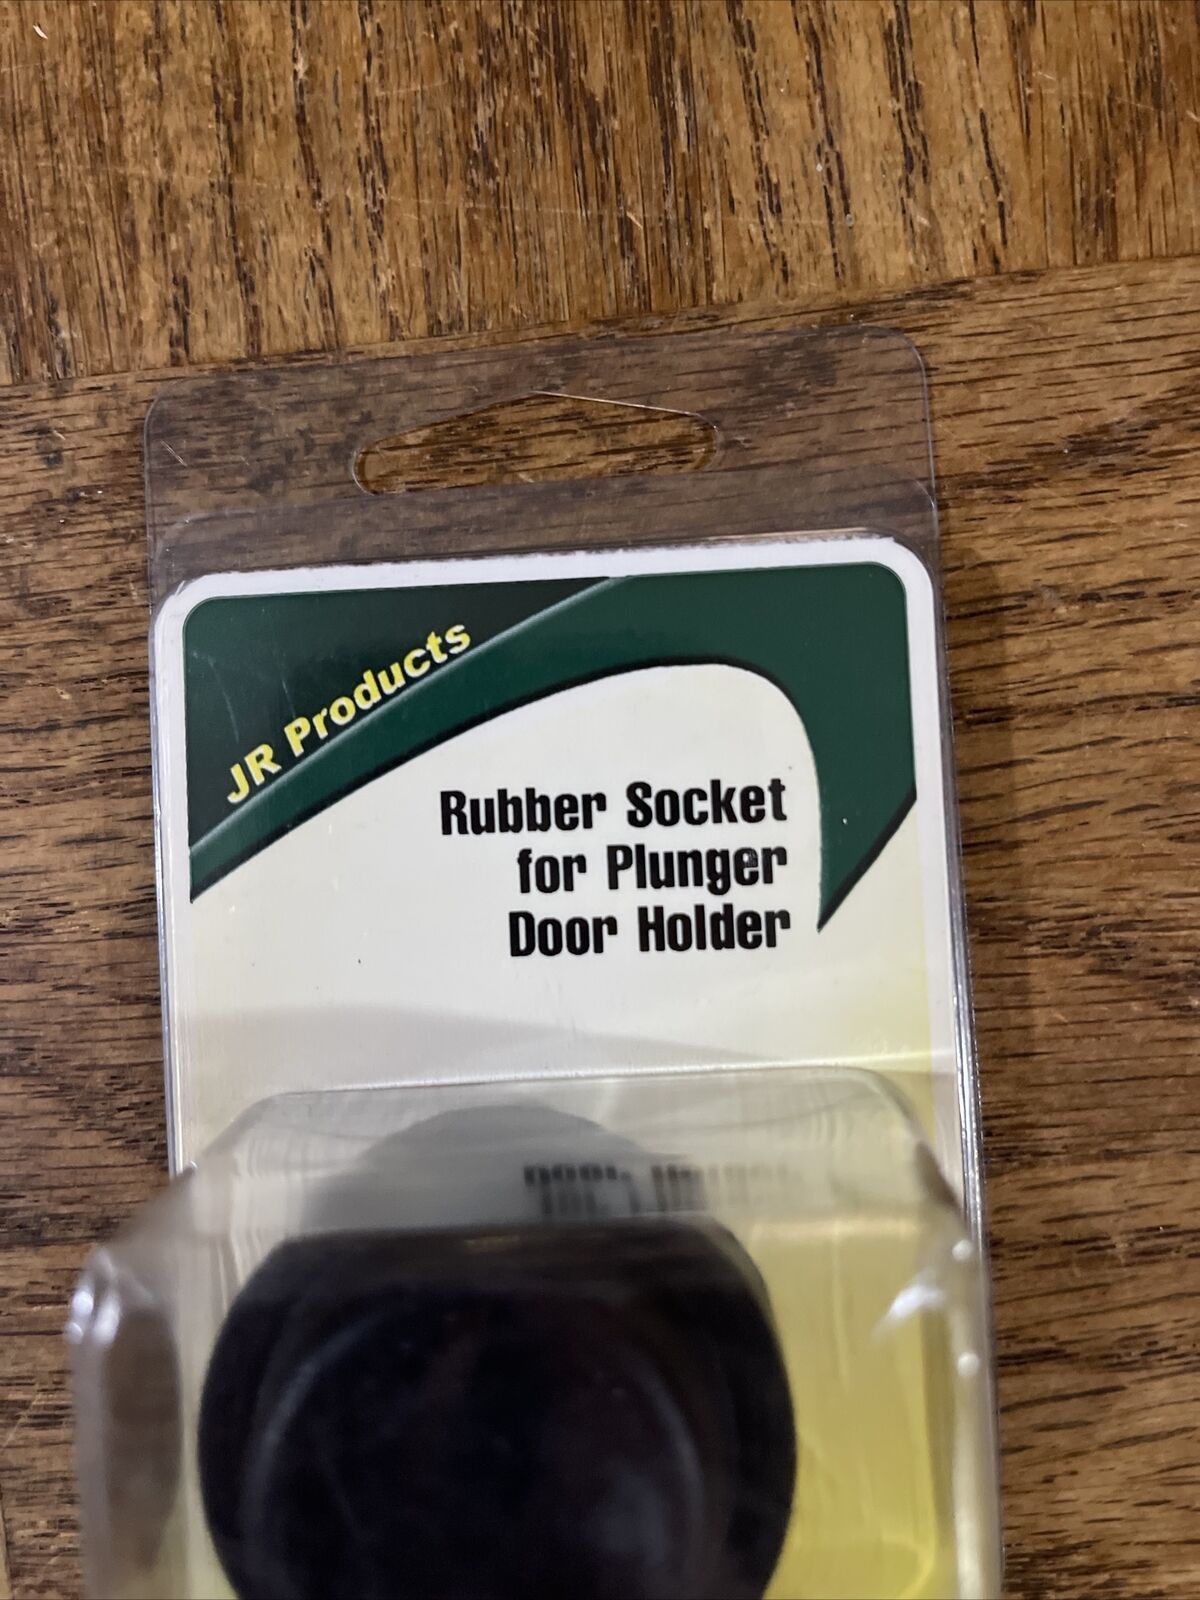 JR Products
Rubber Socket
for Plunger
Door Holder